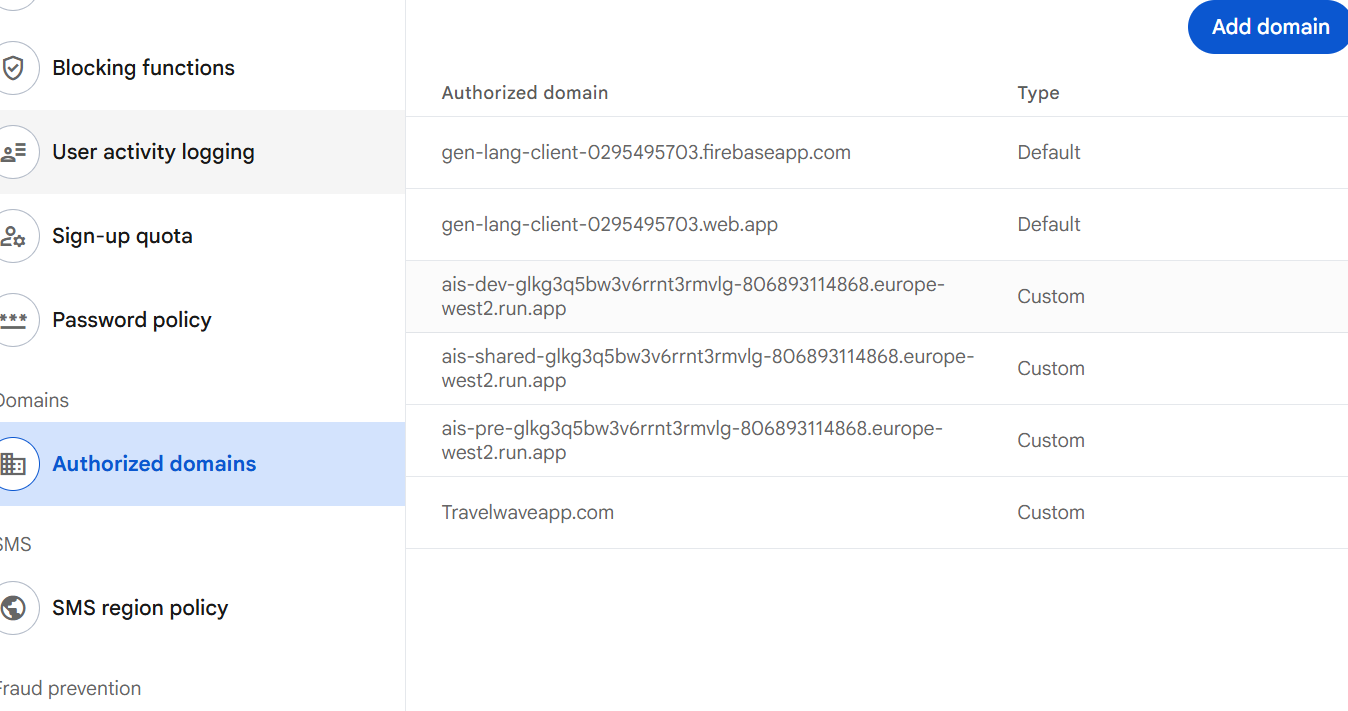 Add domain
Blocking functions
User activity logging
Sign-up quota
Password policy
Domains
Authorized domains
SMS
SMS region policy
Fraud prevention
Authorized domain Type
gen-lang-client-0295495703.firebaseapp.com Default
gen-lang-client-0295495703.web.app Default
ais-dev-glkg3q5bw3v6rrnt3rmvlg-806893114868.europe-
west2.run.app Custom
ais-shared-glkg3q5bw3v6rrnt3rmvlg-806893114868.europe-
west2.run.app Custom
ais-pre-glkg3q5bw3v6rrnt3rmvlg-806893114868.europe-
west2.run.app Custom
Travelwaveapp.com Custom